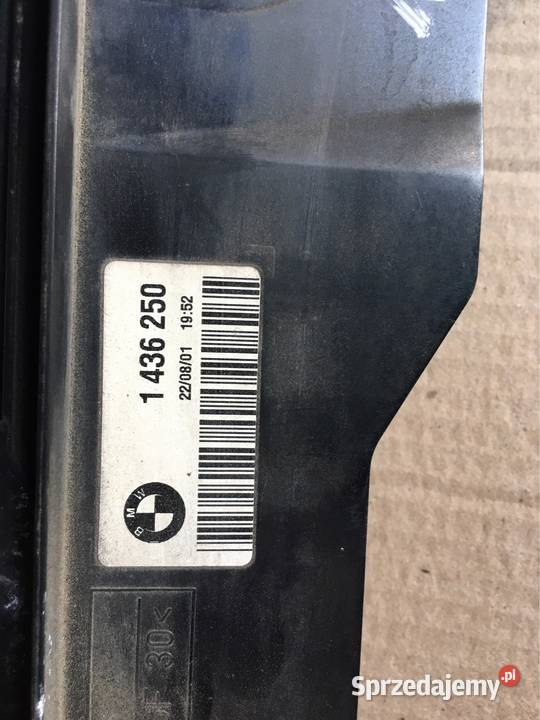 1 436 250
22/08/01 19:52
BMW
F 30<
Sprzedajemy.pl